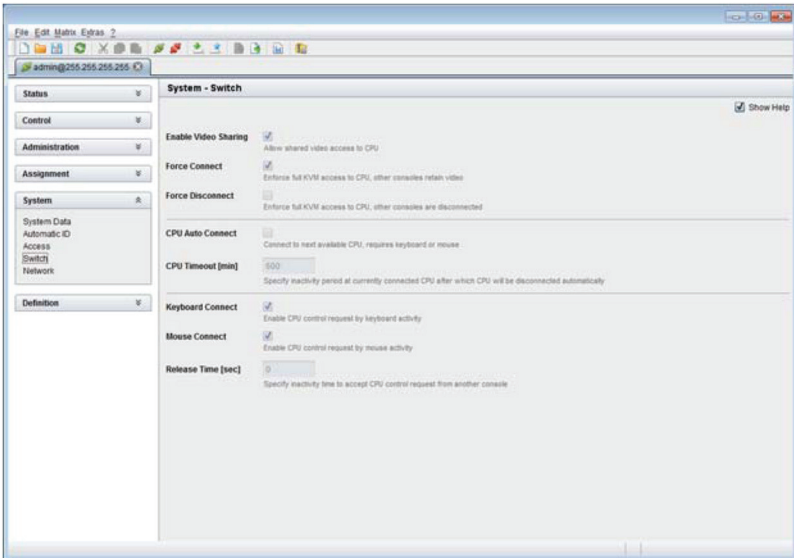 File Edit Matrix Extras ?
admin@255.255.255.255
Status
Control
Administration
Assignment
System
System Data
Automatic ID
Access
Switch
Network
Definition
System - Switch
Show Help
Enable Video Sharing
Allow shared video access to CPU
Force Connect
Enforce full KVM access to CPU, other consoles retain video
Force Disconnect
Enforce full KVM access to CPU, other consoles are disconnected
CPU Auto Connect
Connect to next available CPU, requires keyboard or mouse
CPU Timeout [min] 600
Specify inactivity period at currently connected CPU after which CPU will be disconnected automatically
Keyboard Connect
Enable CPU control request by keyboard activity
Mouse Connect
Enable CPU control request by mouse activity
Release Time [sec] 0
Specify inactivity time to accept CPU control request from another console